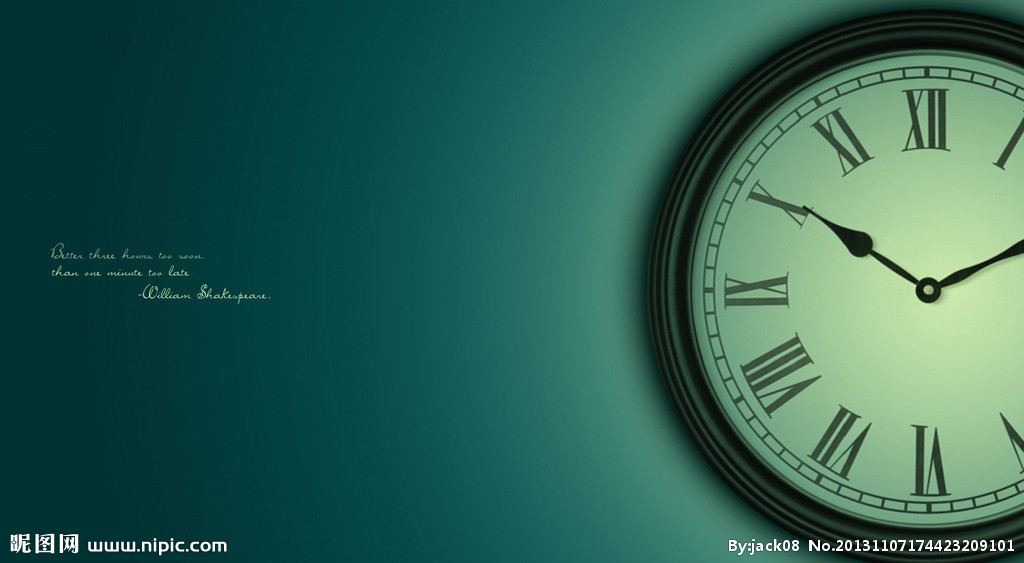 Better three hours too soon
than one minute too late
-William Shakespeare.
XII
XI
I
X
IX
VIII
VII
VI
昵图网 www.nipic.com
By:jack08 No.20131107174423209101